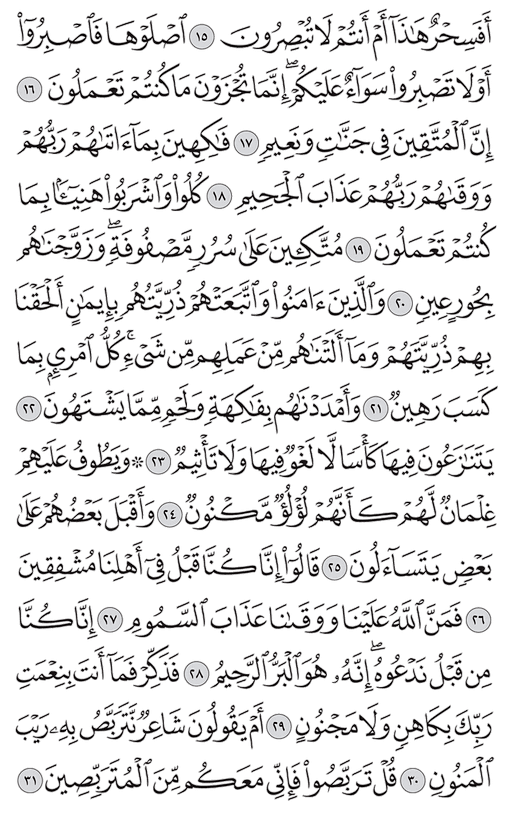 أَفَسِحْرٌ هَٰذَآ أَمْ أَنتُمْ لَا تُبْصِرُونَ ١٥ ٱصْلَوْهَا فَٱصْبِرُوٓا۟
أَوْ لَا تَصْبِرُوا۟ سَوَآءٌ عَلَيْكُمْ ۖ إِنَّمَا تُجْزَوْنَ مَا كُنتُمْ تَعْمَلُونَ ١٦
إِنَّ ٱلْمُتَّقِينَ فِى جَنَّٰتٍ وَنَعِيمٍ ١٧ فَٰكِهِينَ بِمَآ ءَاتَىٰهُمْ رَبُّهُمْ
وَوَقَىٰهُمْ رَبُّهُمْ عَذَابَ ٱلْجَحِيمِ ١٨ كُلُوا۟ وَٱشْرَبُوا۟ هَنِيٓـًٔۢا بِمَا
كُنتُمْ تَعْمَلُونَ ١٩ مُتَّكِـِٔينَ عَلَىٰ سُرُرٍ مَّصْفُوفَةٍ ۖ وَزَوَّجْنَٰهُم
بِحُورٍ عِينٍ ٢٠ وَٱلَّذِينَ ءَامَنُوا۟ وَٱتَّبَعَتْهُمْ ذُرِّيَّتُهُم بِإِيمَٰنٍ أَلْحَقْنَا
بِهِمْ ذُرِّيَّتَهُمْ وَمَآ أَلَتْنَٰهُم مِّنْ عَمَلِهِم مِّن شَىْءٍ ۚ كُلُّ ٱمْرِئٍۭ بِمَا
كَسَبَ رَهِينٌ ٢١ وَأَمْدَدْنَٰهُم بِفَٰكِهَةٍ وَلَحْمٍ مِّمَّا يَشْتَهُونَ ٢٢
يَتَنَٰزَعُونَ فِيهَا كَأْسًا لَّا لَغْوٌ فِيهَا وَلَا تَأْثِيمٌ ٢٣ ۞ وَيَطُوفُ عَلَيْهِمْ
غِلْمَانٌ لَّهُمْ كَأَنَّهُمْ لُؤْلُؤٌ مَّكْنُونٌ ٢٤ وَأَقْبَلَ بَعْضُهُمْ عَلَىٰ
بَعْضٍ يَتَسَآءَلُونَ ٢٥ قَالُوٓا۟ إِنَّا كُنَّا قَبْلُ فِىٓ أَهْلِنَا مُشْفِقِينَ
٢٦ فَمَنَّ ٱللَّهُ عَلَيْنَا وَوَقَىٰنَا عَذَابَ ٱلسَّمُومِ ٢٧ إِنَّا كُنَّا
مِن قَبْلُ نَدْعُوهُ ۖ إِنَّهُۥ هُوَ ٱلْبَرُّ ٱلرَّحِيمُ ٢٨ فَذَكِّرْ فَمَآ أَنتَ بِنِعْمَتِ
رَبِّكَ بِكَاهِنٍ وَلَا مَجْنُونٍ ٢٩ أَمْ يَقُولُونَ شَاعِرٌ نَّتَرَبَّصُ بِهِۦ رَيْبَ
ٱلْمَنُونِ ٣٠ قُلْ تَرَبَّصُوا۟ فَإِنِّى مَعَكُم مِّنَ ٱلْمُتَرَبِّصِينَ ٣١